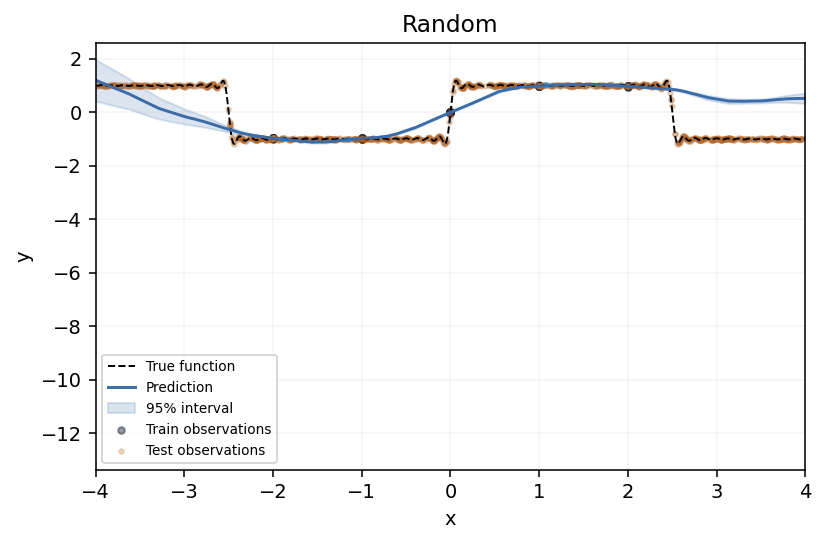 Random
2
0
−2
−4
−6
−8
−10
−12
y
True function
Prediction
95% interval
Train observations
Test observations
−4 −3 −2 −1 0 1 2 3 4
x